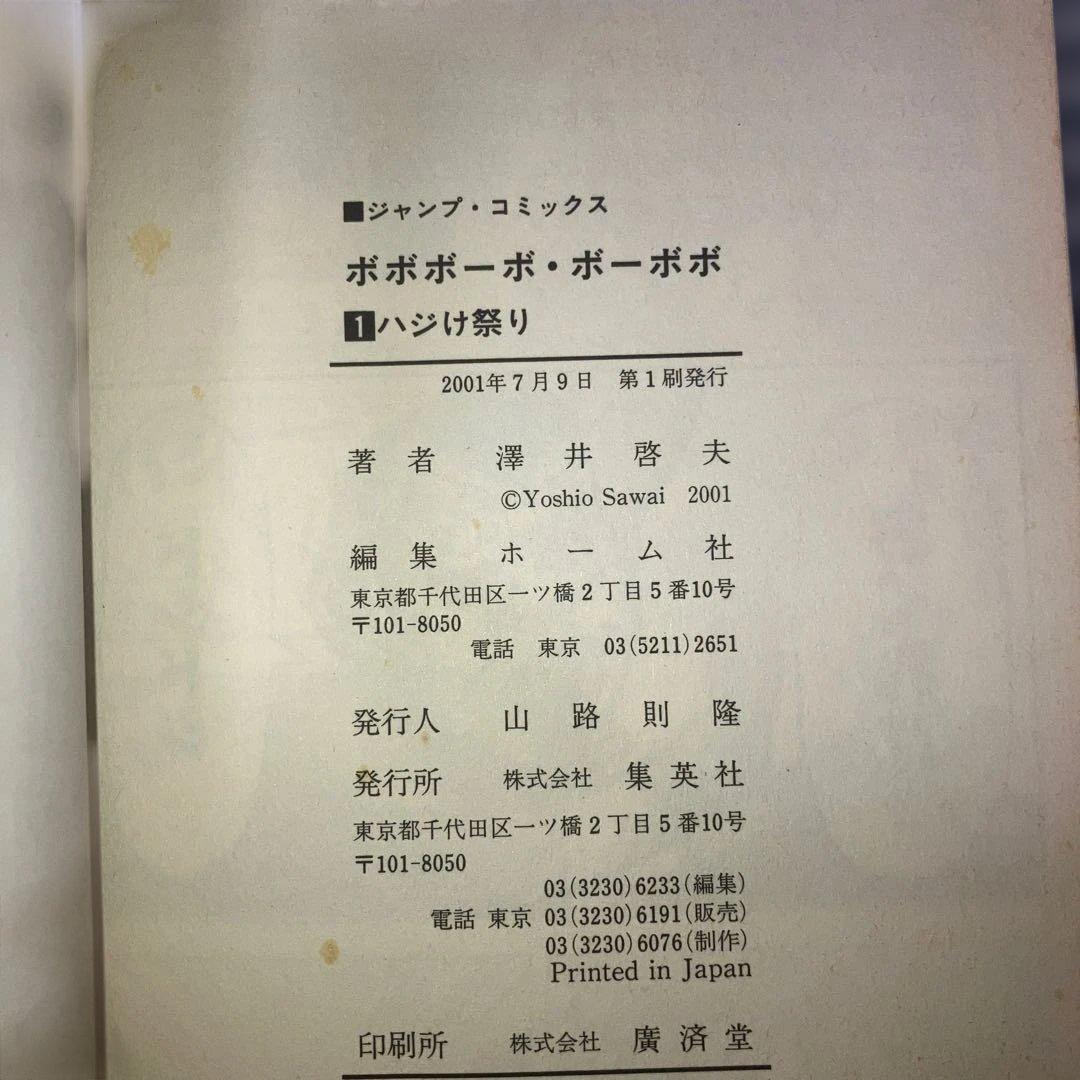 ■ジャンプ・コミックス
ボボボーボ・ボーボボ
1ハジけ祭り
2001年7月9日 第1刷発行
著者 澤井啓夫
©Yoshio Sawai 2001
編集 ホーム社
東京都千代田区一ツ橋2丁目5番10号
〒101-8050
電話 東京 03(5211)2651
発行人 山路則隆
発行所 株式会社 集英社
東京都千代田区一ツ橋2丁目5番10号
〒101-8050
03(3230)6233(編集)
電話 東京 03(3230)6191(販売)
03(3230)6076(制作)
Printed in Japan
印刷所 株式会社 廣済堂